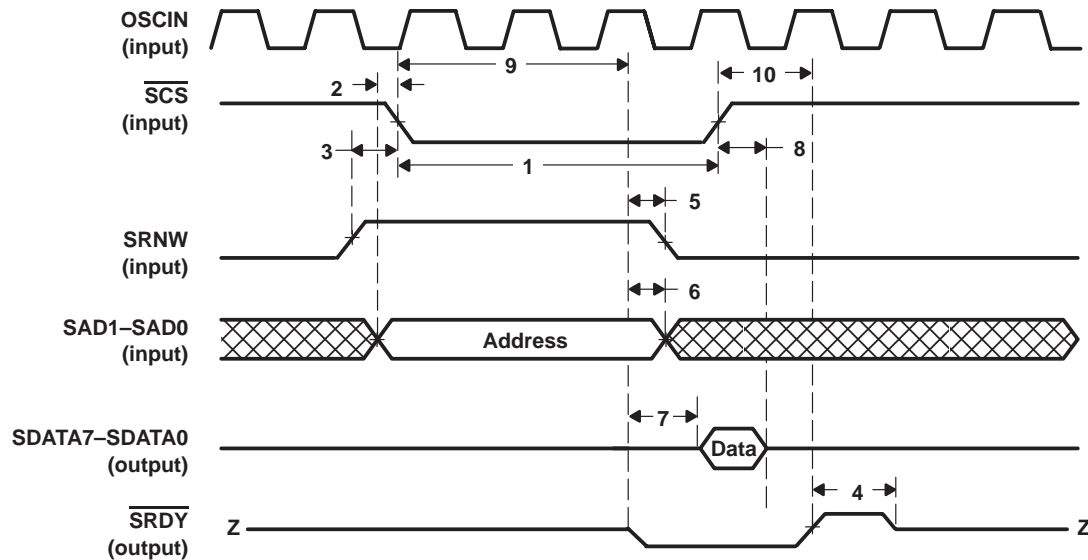 OSCIN
(input)
9
10
2
SCS
(input)
8
3
1
5
SRNW
(input)
6
SAD1–SAD0
(input)
Address
7
SDATA7–SDATA0
(output)
Data
4
SRDY
(output)
Z
Z